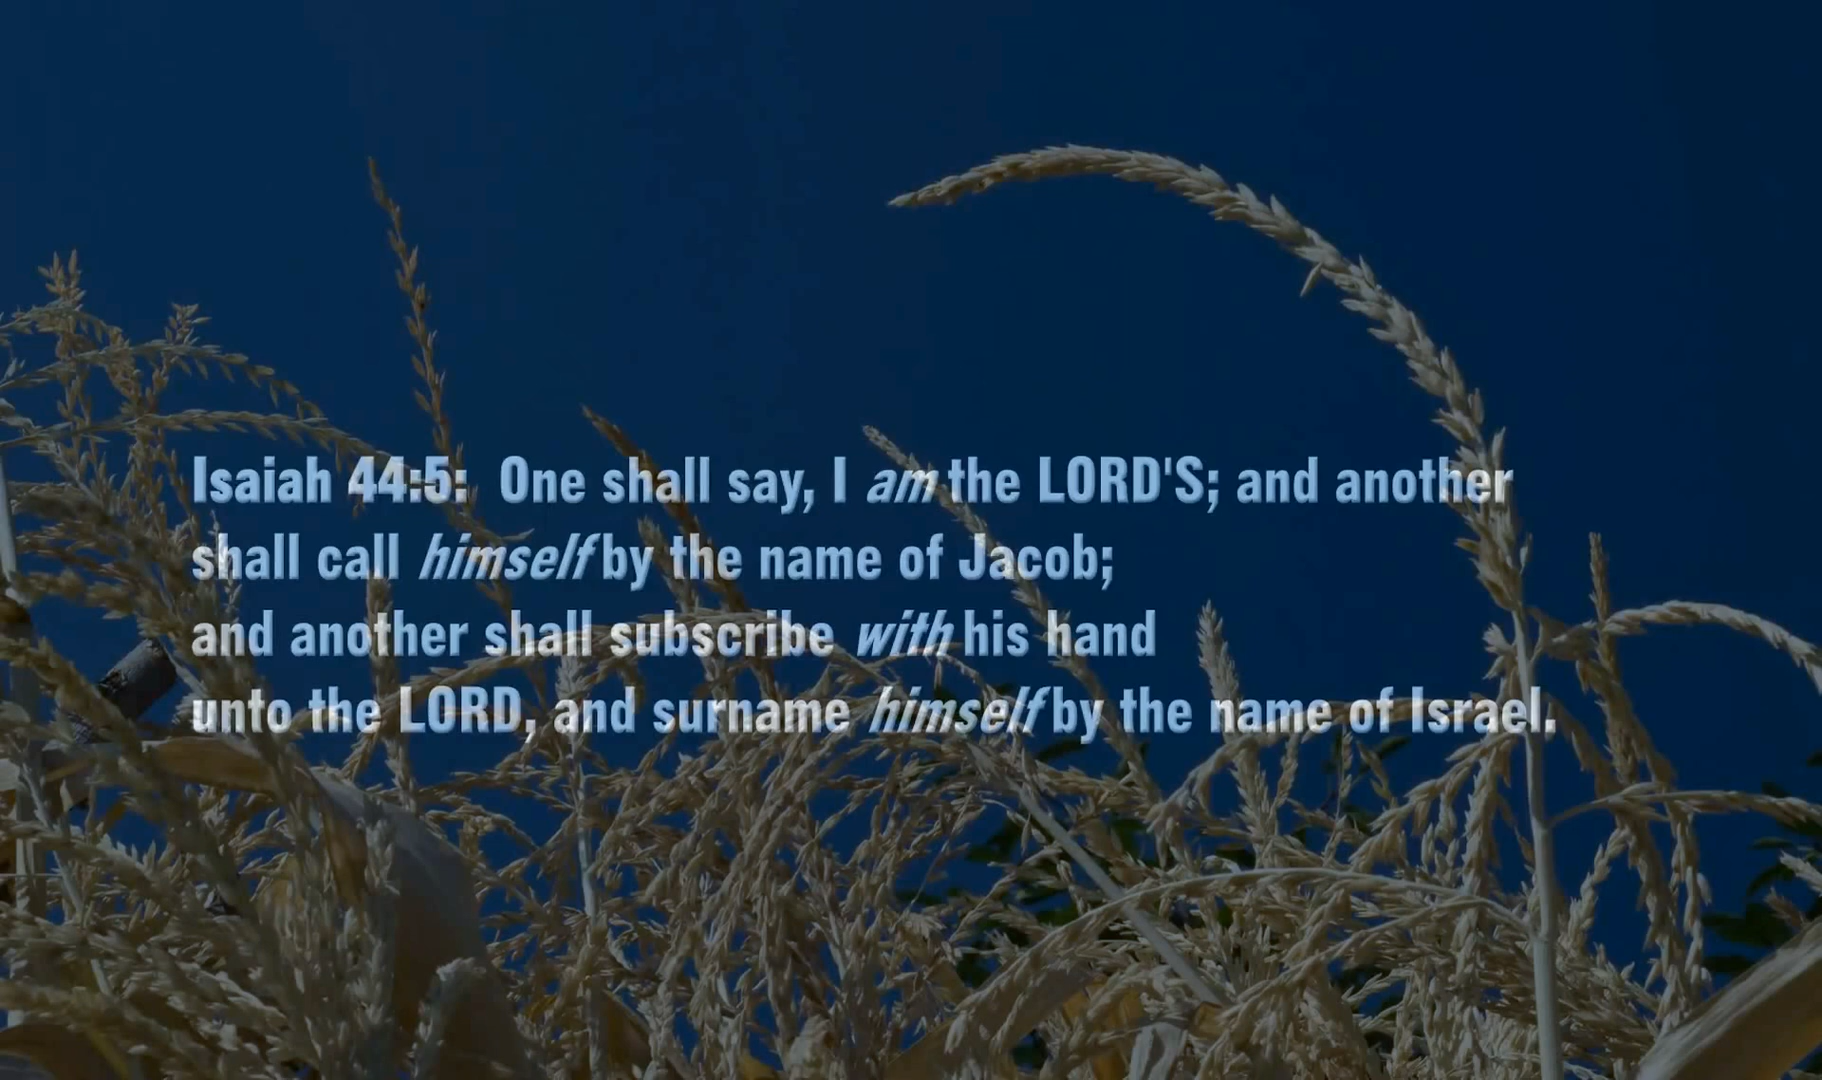 Isaiah 44:5:  One shall say, I am the LORD'S; and another
shall call himself by the name of Jacob;
and another shall subscribe with his hand
unto the LORD, and surname himself by the name of Israel.